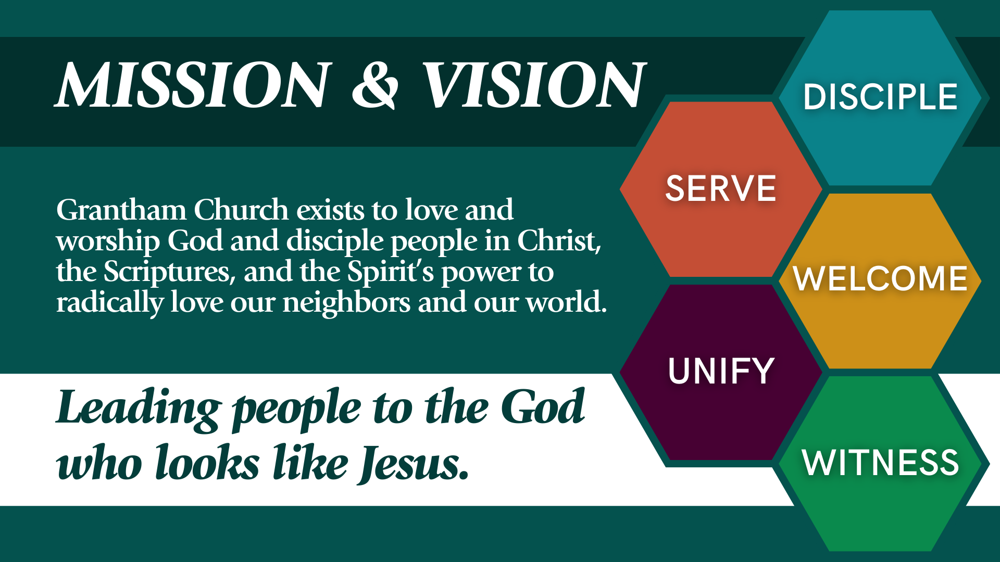 MISSION & VISION
Grantham Church exists to love and
worship God and disciple people in Christ,
the Scriptures, and the Spirit's power to
radically love our neighbors and our world.
Leading people to the God
who looks like Jesus.
DISCIPLE
SERVE
WELCOME
UNIFY
WITNESS